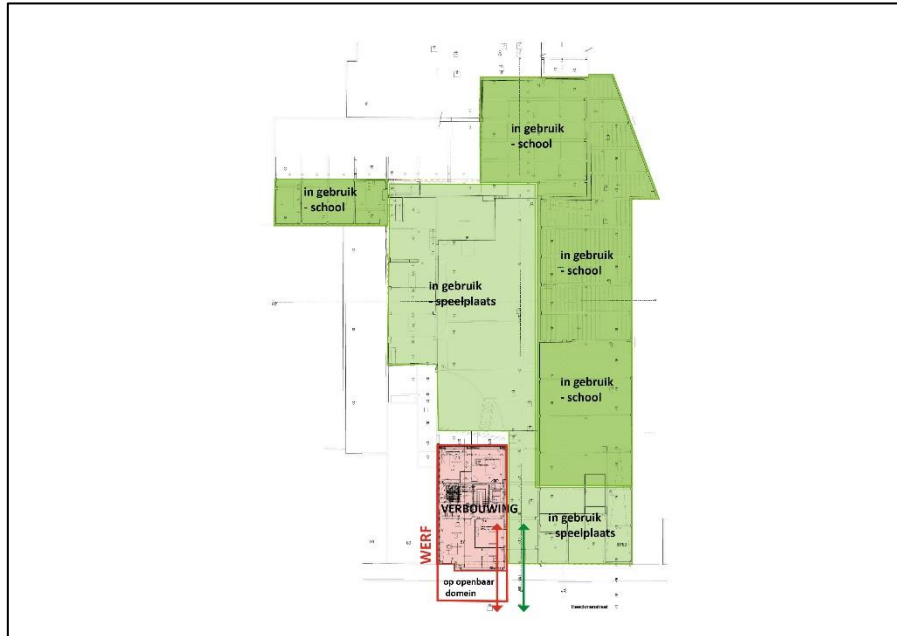 in gebruik
- school
in gebruik
- school
in gebruik
- school
in gebruik
- speelplaats
in gebruik
- school
VERBOUWING
WERF
in gebruik
speelplaats
op openbaar
domein